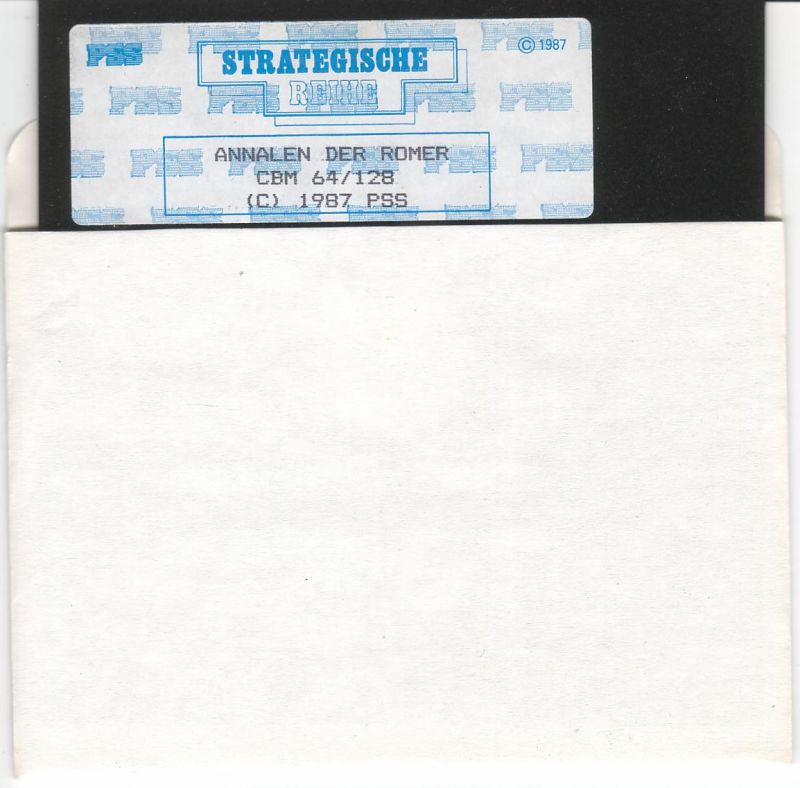 PSS
© 1987
STRATEGISCHE
REIHE
ANNALEN DER ROMER
CBM 64/128
(C) 1987 PSS